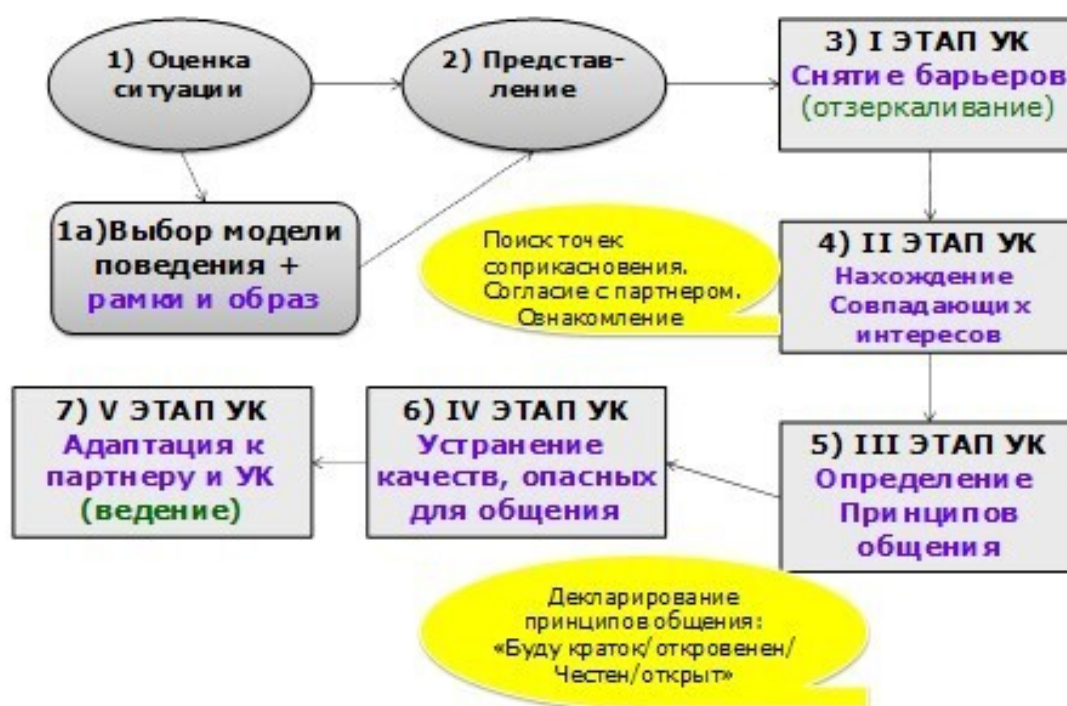 1) Оценка
ситуации
2) Представ-
ление
3) I ЭТАП УК
Снятие барьеров
(отзеркаливание)
1а)Выбор модели
поведения +
рамки и образ
Поиск точек
соприкасновения.
Согласие с партнером.
Ознакомление
4) II ЭТАП УК
Нахождение
Совпадающих
интересов
5) III ЭТАП УК
Определение
Принципов
общения
6) IV ЭТАП УК
Устранение
качеств, опасных
для общения
7) V ЭТАП УК
Адаптация к
партнеру и УК
(ведение)
Декларирование
принципов общения:
«Буду краток/откровенен/
Честен/открыт»